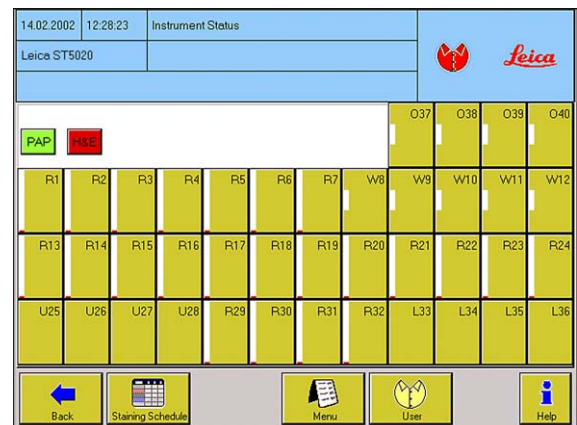 14.02.2002 12:28:23 Instrument Status
Leica ST5020
Leica
O37 O38 O39 O40
PAP H&E
R1 R2 R3 R4 R5 R6 R7 W8 W9 W10 W11 W12
R13 R14 R15 R16 R17 R18 R19 R20 R21 R22 R23 R24
U25 U26 U27 U28 R29 R30 R31 R32 L33 L34 L35 L36
Back Staining Schedule Menu User Help